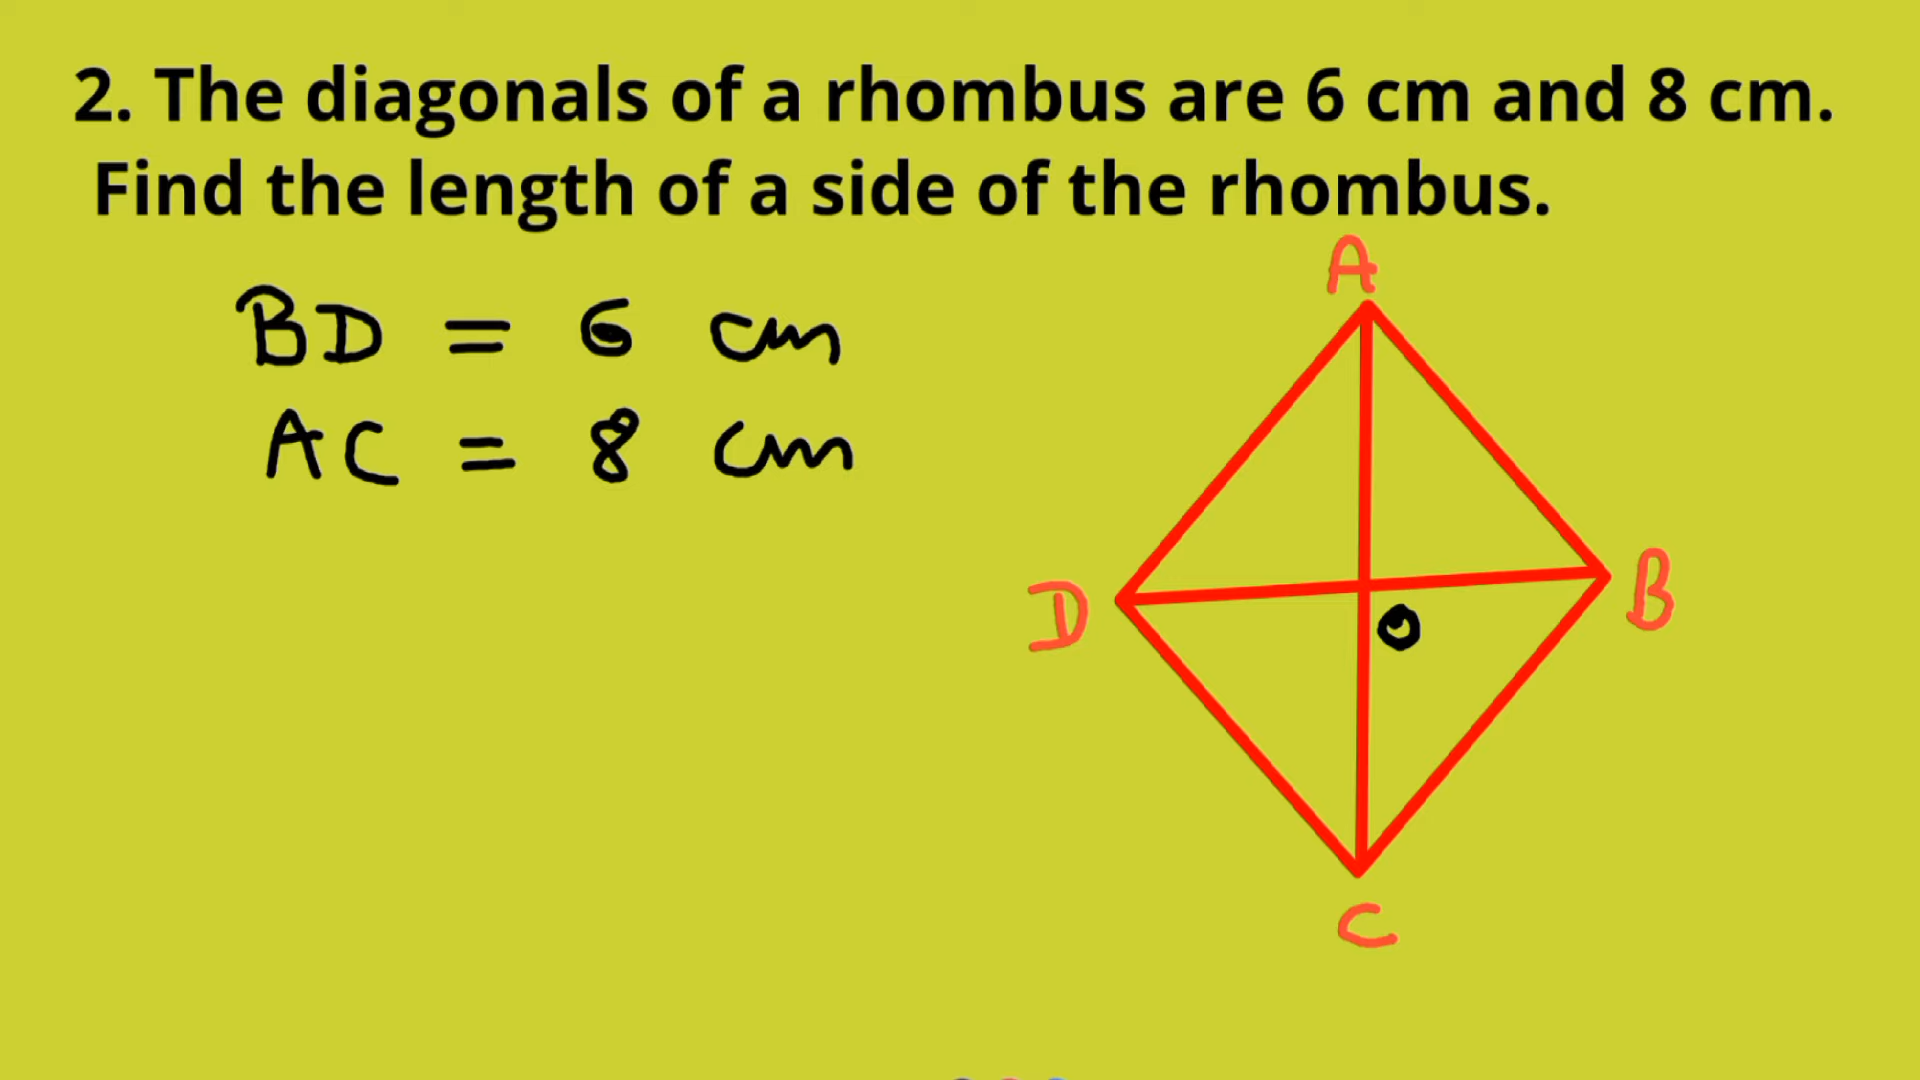 2. The diagonals of a rhombus are 6 cm and 8 cm.
Find the length of a side of the rhombus.
BD = 6 cm
AC = 8 cm
A
D
B
O
C